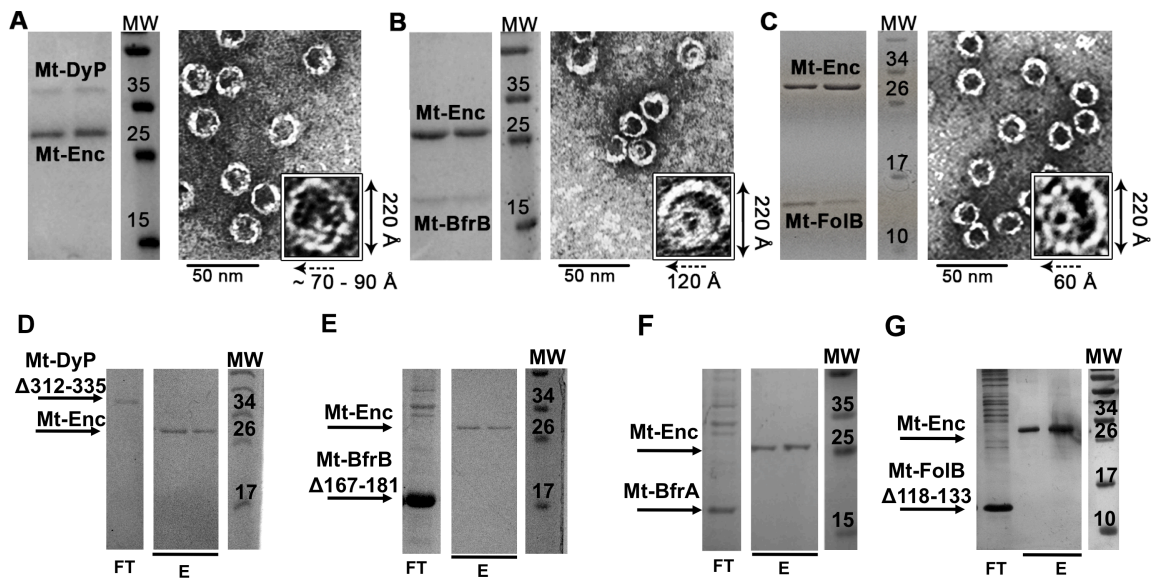 A
MW
Mt-DyP
35
25
Mt-Enc
15
220 Å
50 nm
~ 70 - 90 Å
B
MW
35
Mt-Enc
25
15
Mt-BfrB
220 Å
50 nm
120 Å
C
MW
34
Mt-Enc
26
17
Mt-FolB
10
220 Å
50 nm
60 Å
D
Mt-DyP
Δ312-335
Mt-Enc
MW
34
26
17
FT
E
E
MW
34
Mt-Enc
26
Mt-BfrB
Δ167-181
17
FT
E
F
MW
35
Mt-Enc
25
Mt-BfrA
15
FT
E
G
MW
34
Mt-Enc
26
Mt-FolB
Δ118-133
17
10
FT
E